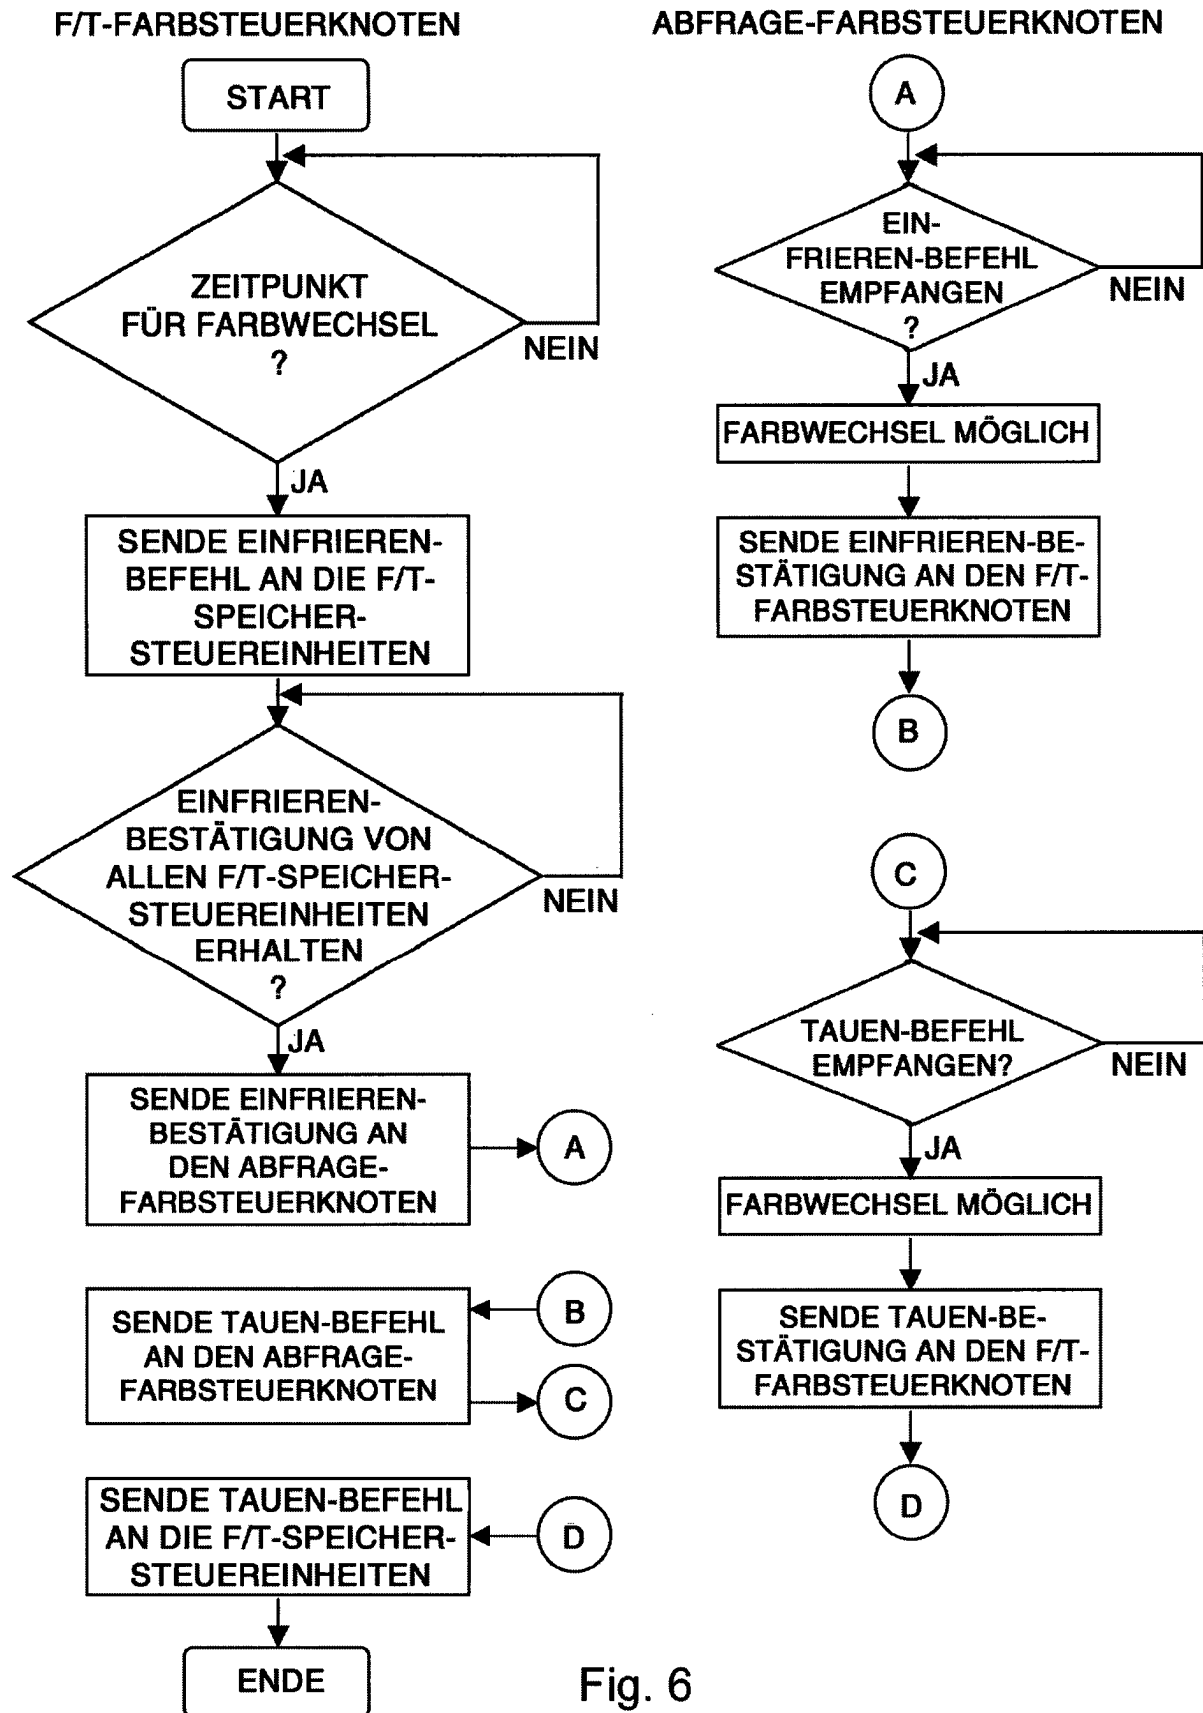 F/T-FARBSTEUERKNOTEN
START
ZEITPUNKT
FÜR FARBWECHSEL
?
NEIN
JA
SENDE EINFRIEREN-
BEFEHL AN DIE F/T-
SPEICHER-
STEUEREINHEITEN
EINFRIEREN-
BESTÄTIGUNG VON
ALLEN F/T-SPEICHER-
STEUEREINHEITEN
ERHALTEN
?
NEIN
JA
SENDE EINFRIEREN-
BESTÄTIGUNG AN
DEN ABFRAGE-
FARBSTEUERKNOTEN
A
SENDE TAUEN-BEFEHL
AN DEN ABFRAGE-
FARBSTEUERKNOTEN
B
C
SENDE TAUEN-BEFEHL
AN DIE F/T-SPEICHER-
STEUEREINHEITEN
D
ENDE
ABFRAGE-FARBSTEUERKNOTEN
A
EIN-
FRIEREN-BEFEHL
EMPFANGEN
?
NEIN
JA
FARBWECHSEL MÖGLICH
SENDE EINFRIEREN-BE-
STÄTIGUNG AN DEN F/T-
FARBSTEUERKNOTEN
B
C
TAUEN-BEFEHL
EMPFANGEN?
NEIN
JA
FARBWECHSEL MÖGLICH
SENDE TAUEN-BE-
STÄTIGUNG AN DEN F/T-
FARBSTEUERKNOTEN
D
Fig. 6